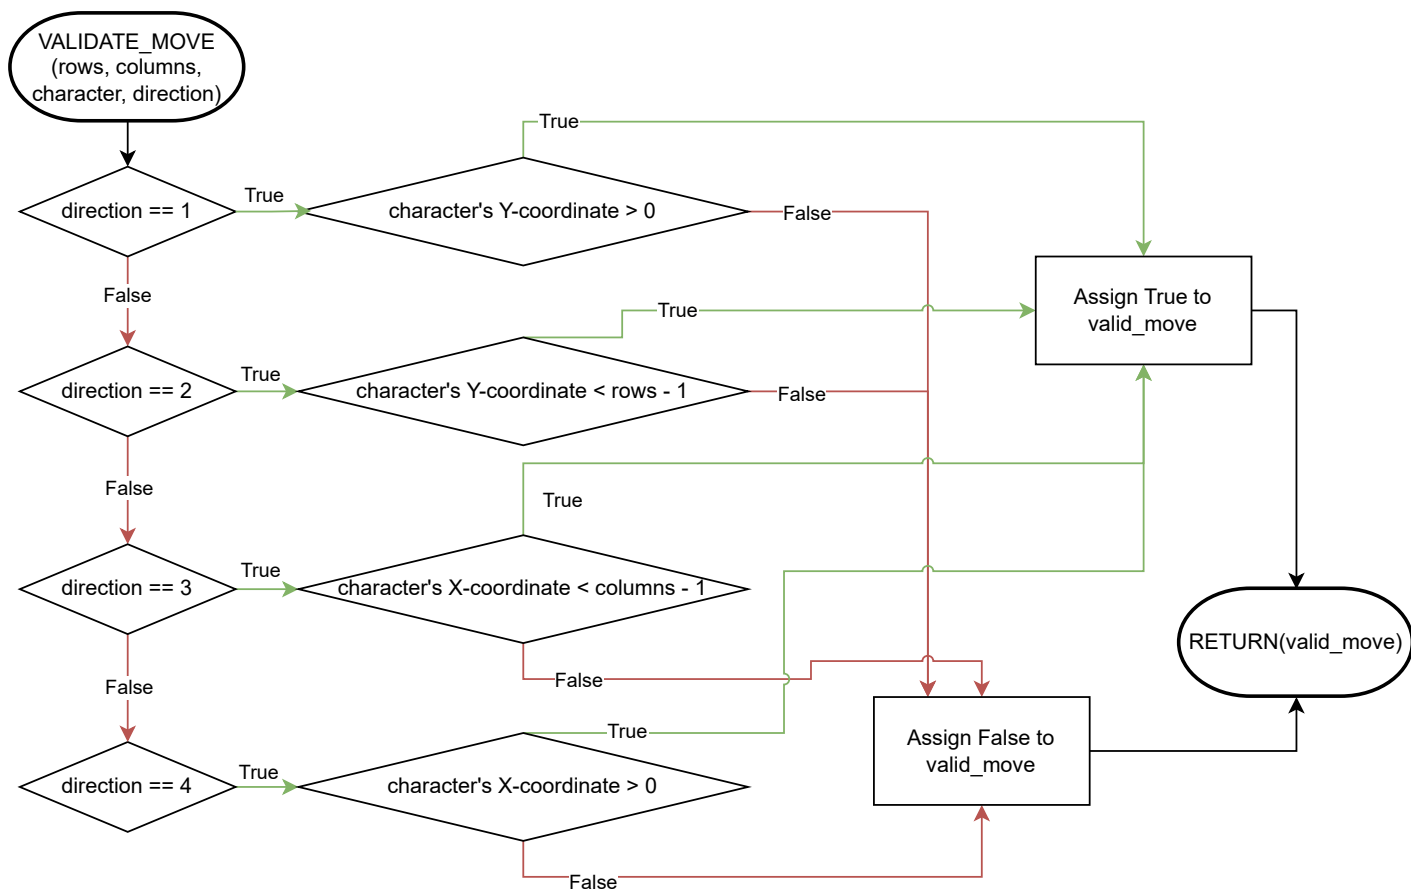 VALIDATE_MOVE
(rows, columns,
character, direction)
True
direction == 1
True
character's Y-coordinate > 0
False
False
Assign True to
valid_move
True
direction == 2
True
character's Y-coordinate < rows - 1
False
False
True
direction == 3
True
character's X-coordinate < columns - 1
RETURN(valid_move)
False
False
True
Assign False to
valid_move
direction == 4
True
character's X-coordinate > 0
False